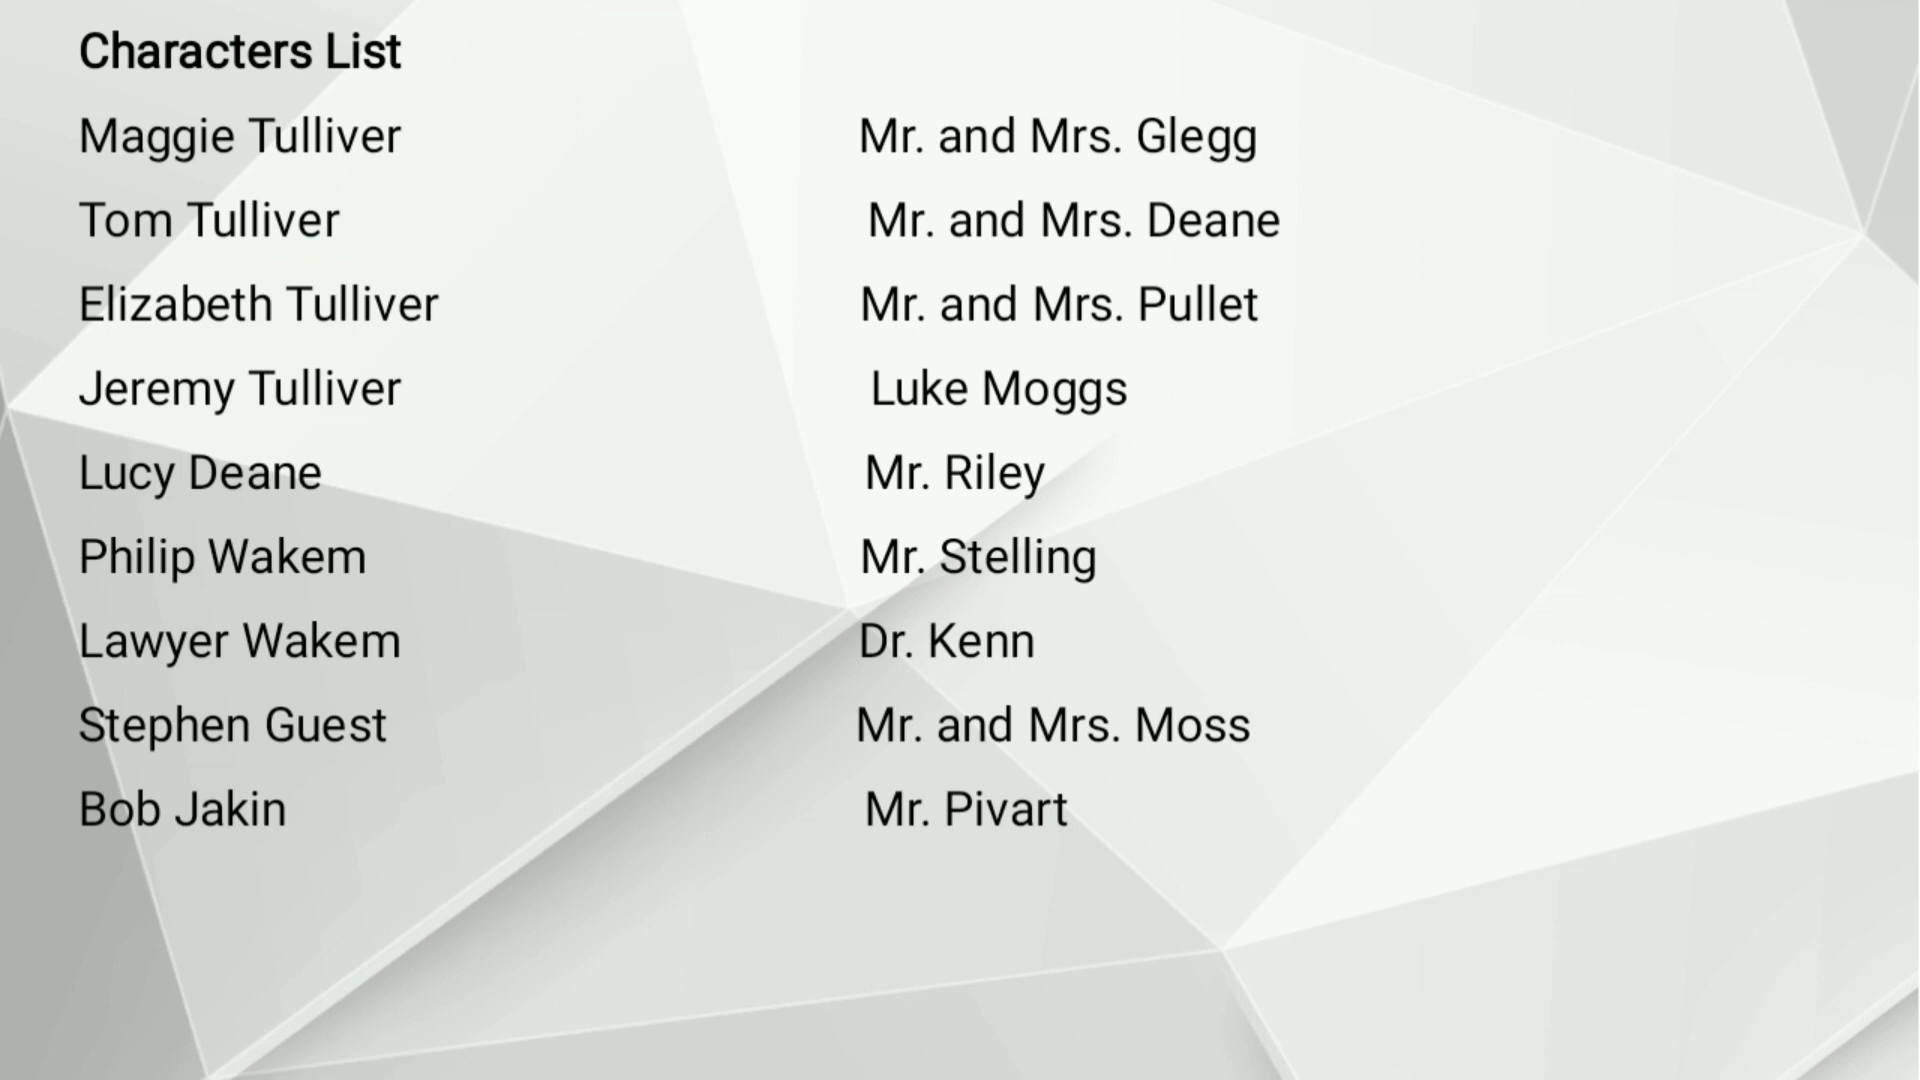 Characters List
Maggie Tulliver Mr. and Mrs. Glegg
Tom Tulliver Mr. and Mrs. Deane
Elizabeth Tulliver Mr. and Mrs. Pullet
Jeremy Tulliver Luke Moggs
Lucy Deane Mr. Riley
Philip Wakem Mr. Stelling
Lawyer Wakem Dr. Kenn
Stephen Guest Mr. and Mrs. Moss
Bob Jakin Mr. Pivart